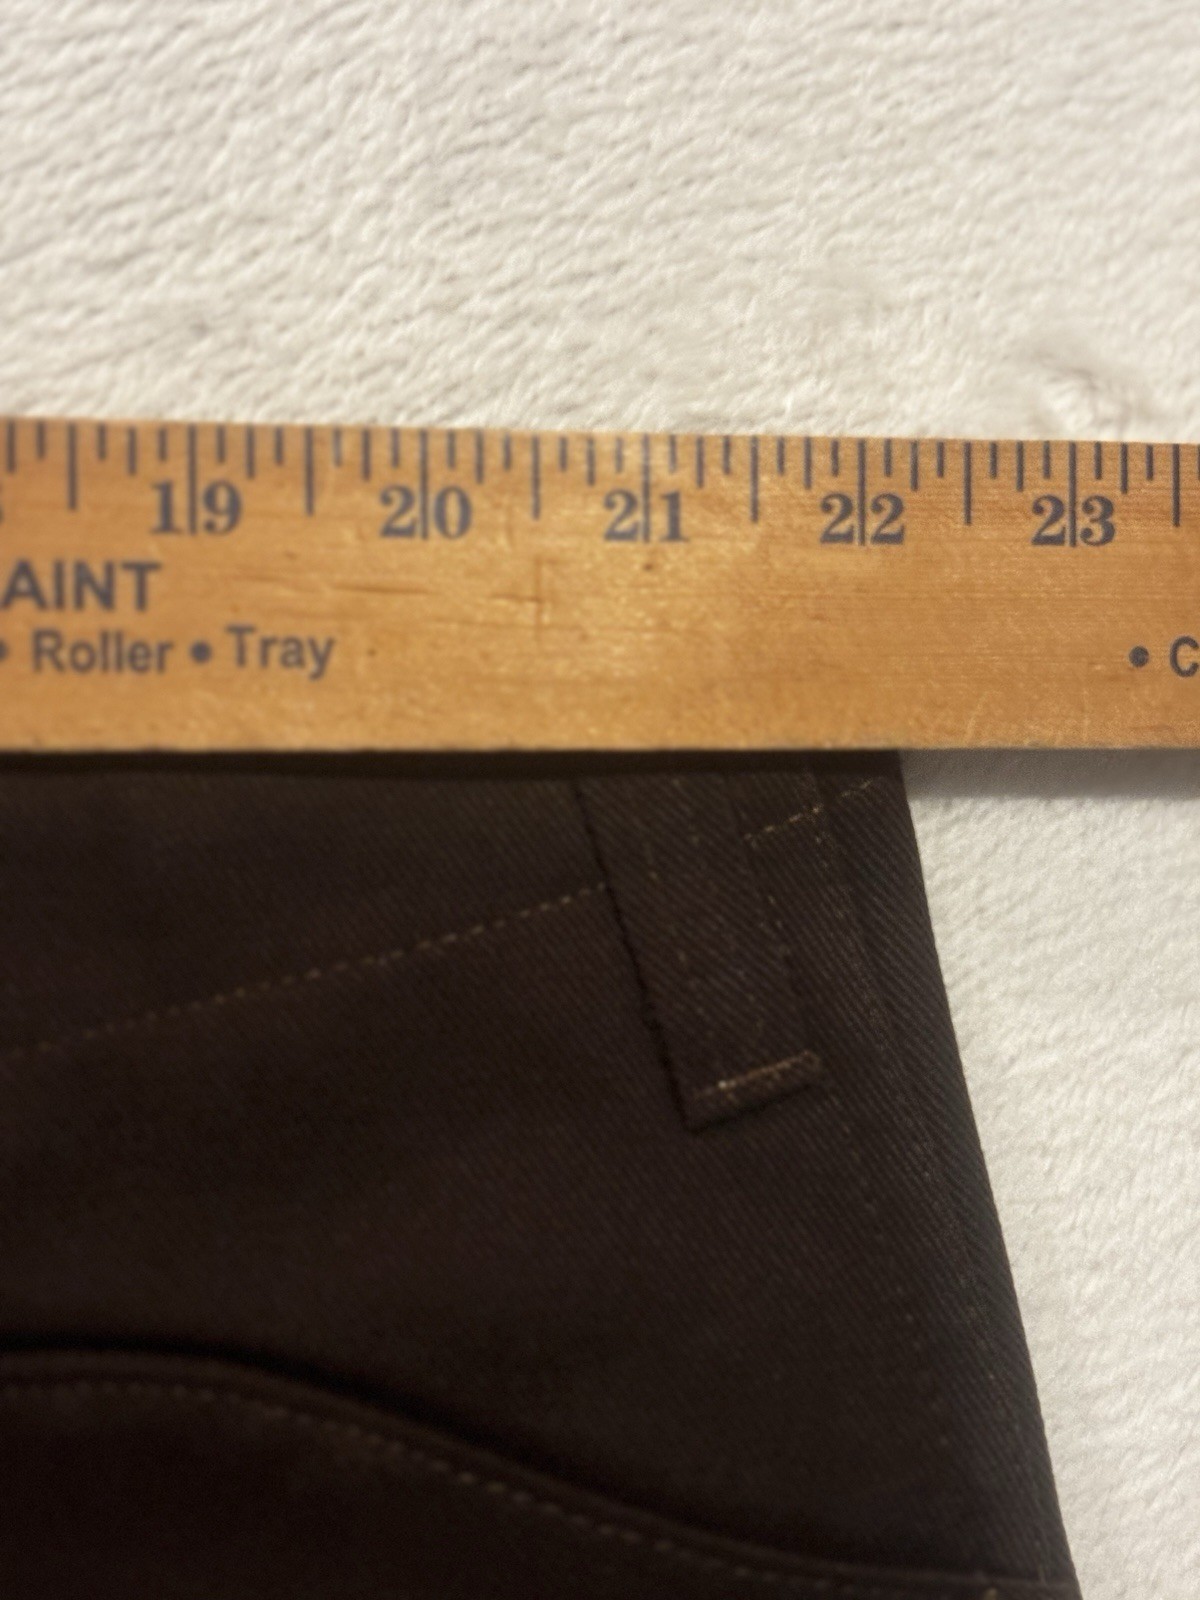 19 20 21 22 23
AINT
• Roller • Tray • C